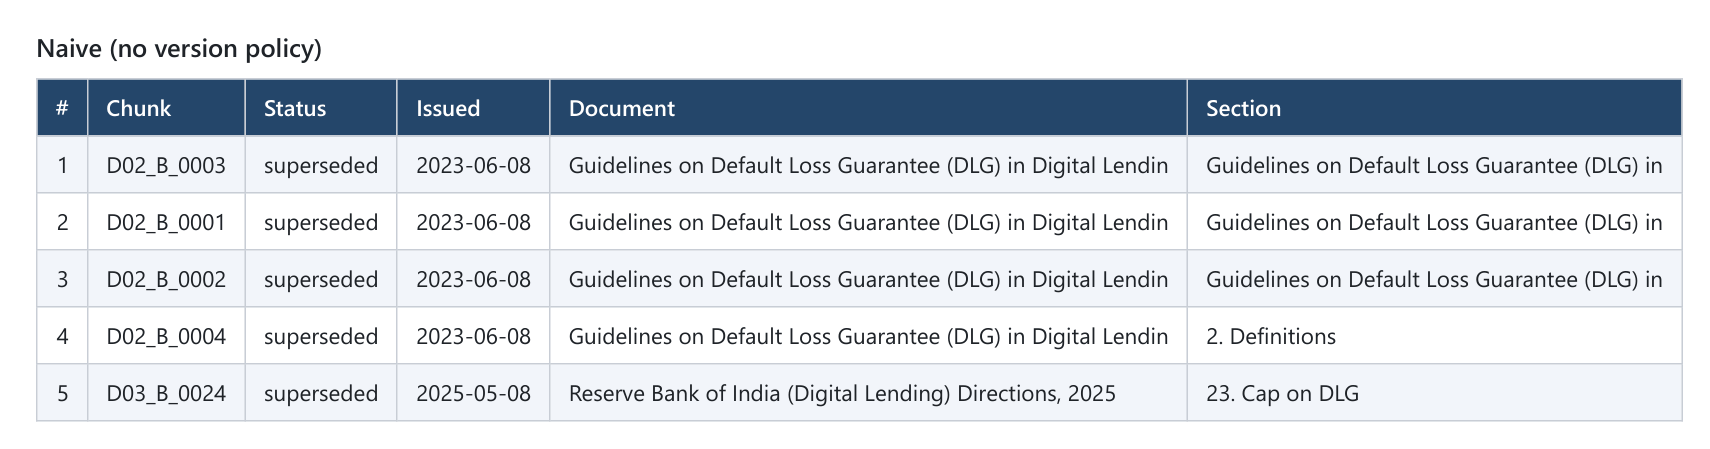 Naive (no version policy)
# Chunk Status Issued Document Section
1 D02_B_0003 superseded 2023-06-08 Guidelines on Default Loss Guarantee (DLG) in Digital Lendin Guidelines on Default Loss Guarantee (DLG) in
2 D02_B_0001 superseded 2023-06-08 Guidelines on Default Loss Guarantee (DLG) in Digital Lendin Guidelines on Default Loss Guarantee (DLG) in
3 D02_B_0002 superseded 2023-06-08 Guidelines on Default Loss Guarantee (DLG) in Digital Lendin Guidelines on Default Loss Guarantee (DLG) in
4 D02_B_0004 superseded 2023-06-08 Guidelines on Default Loss Guarantee (DLG) in Digital Lendin 2. Definitions
5 D03_B_0024 superseded 2025-05-08 Reserve Bank of India (Digital Lending) Directions, 2025 23. Cap on DLG